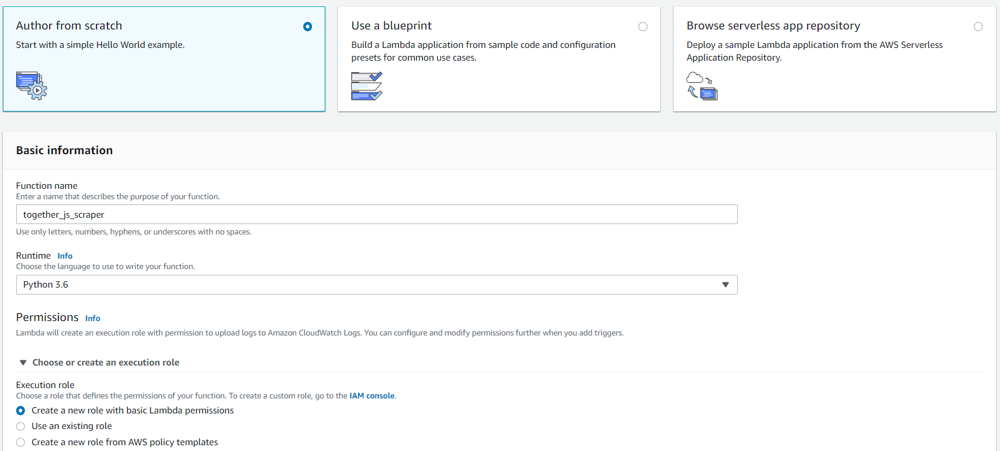 Author from scratch
Start with a simple Hello World example.
Use a blueprint
Build a Lambda application from sample code and configuration
presets for common use cases.
Browse serverless app repository
Deploy a sample Lambda application from the AWS Serverless
Application Repository.
Basic information
Function name
Enter a name that describes the purpose of your function.
together_js_scraper
Use only letters, numbers, hyphens, or underscores with no spaces.
Runtime Info
Choose the language to use to write your function.
Python 3.6
Permissions Info
Lambda will create an execution role with permission to upload logs to Amazon CloudWatch Logs. You can configure and modify permissions further when you add triggers.
Choose or create an execution role
Execution role
Choose a role that defines the permissions of your function. To create a custom role, go to the IAM console.
Create a new role with basic Lambda permissions
Use an existing role
Create a new role from AWS policy templates